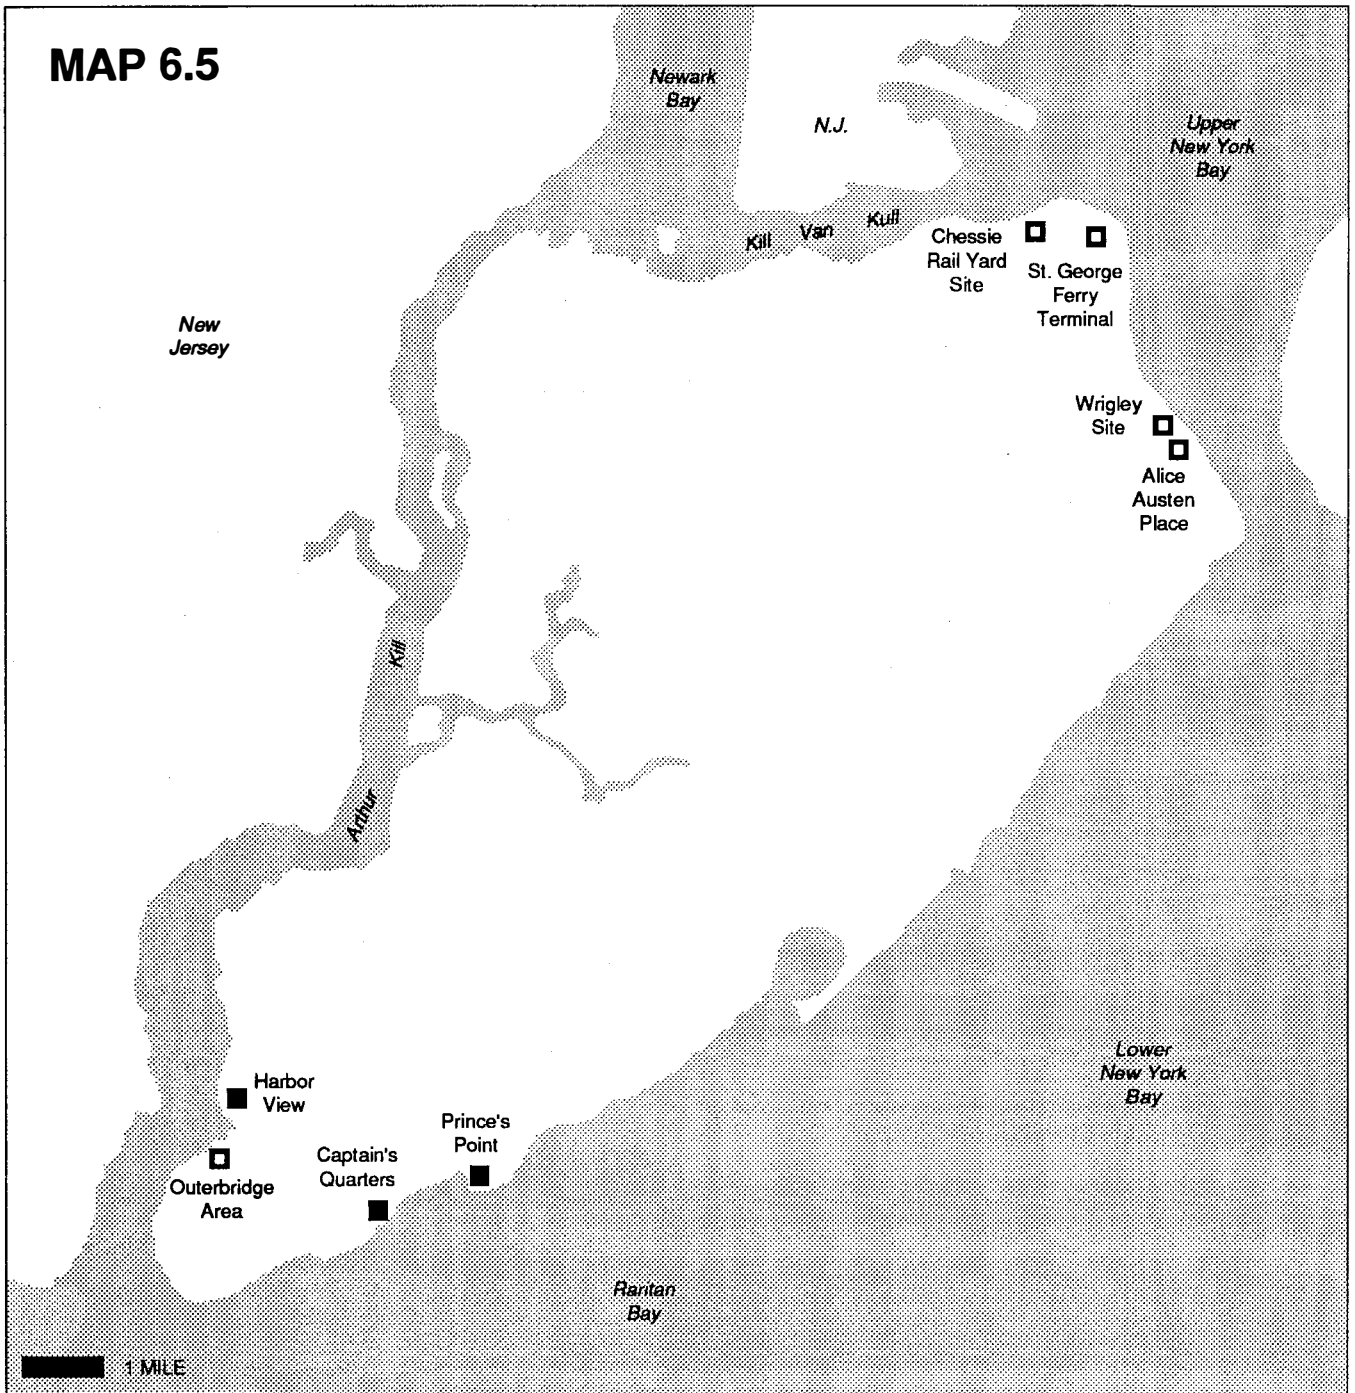 MAP 6.5
Newark
Bay
N.J.
Upper
New York
Bay
Kill Van Kull
Chessie
Rail Yard
Site
St. George
Ferry
Terminal
New
Jersey
Wrigley
Site
Alice
Austen
Place
Arthur Kill
Lower
New York
Bay
Harbor
View
Prince's
Point
Captain's
Quarters
Outerbridge
Area
Raritan
Bay
1 MILE